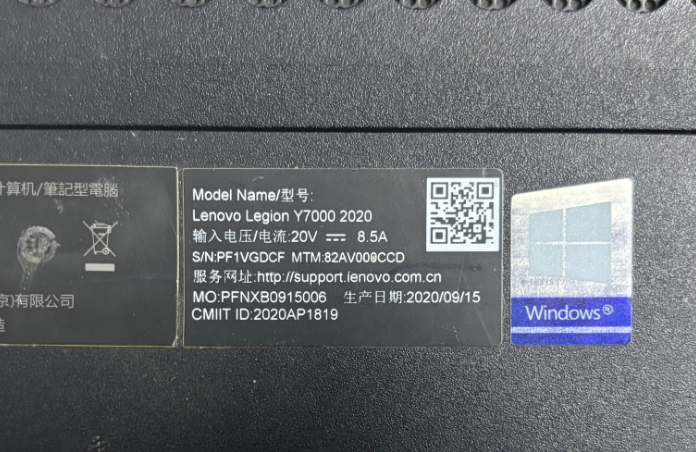 计算机/筆記型電腦
京)有限公司
造
Model Name/型号:
Lenovo Legion Y7000 2020
输入电压/电流:20V ⎓ 8.5A
S/N:PF1VGDCF MTM:82AV000CCD
服务网址:http://support.lenovo.com.cn
MO:PFNXB0915006 生产日期:2020/09/15
CMIIT ID:2020AP1819
Windows®